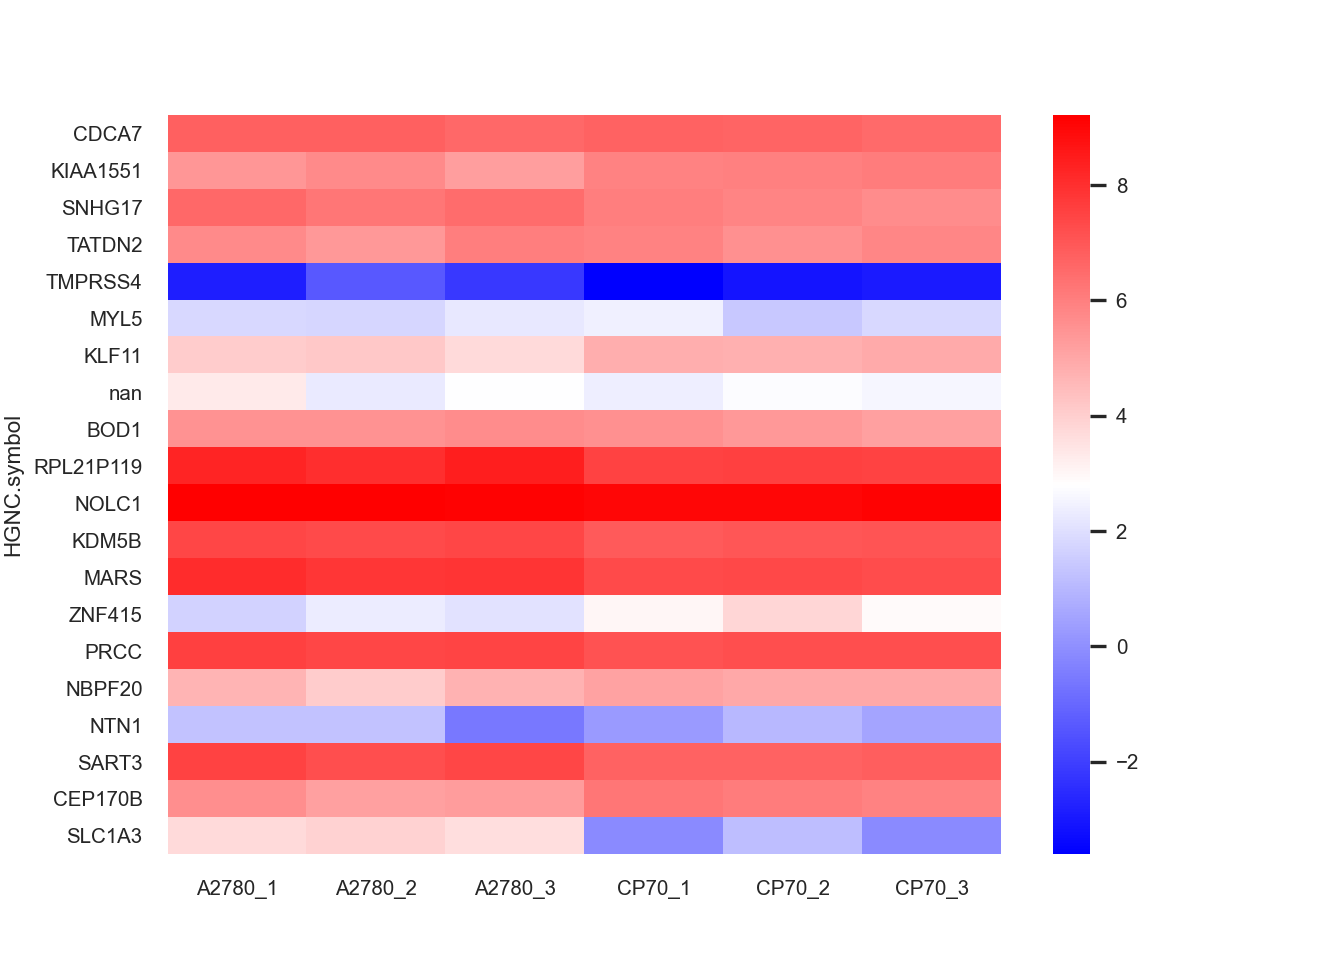 HGNC.symbol
CDCA7
KIAA1551
SNHG17
TATDN2
TMPRSS4
MYL5
KLF11
nan
BOD1
RPL21P119
NOLC1
KDM5B
MARS
ZNF415
PRCC
NBPF20
NTN1
SART3
CEP170B
SLC1A3
A2780_1 A2780_2 A2780_3 CP70_1 CP70_2 CP70_3
8
6
4
2
0
−2